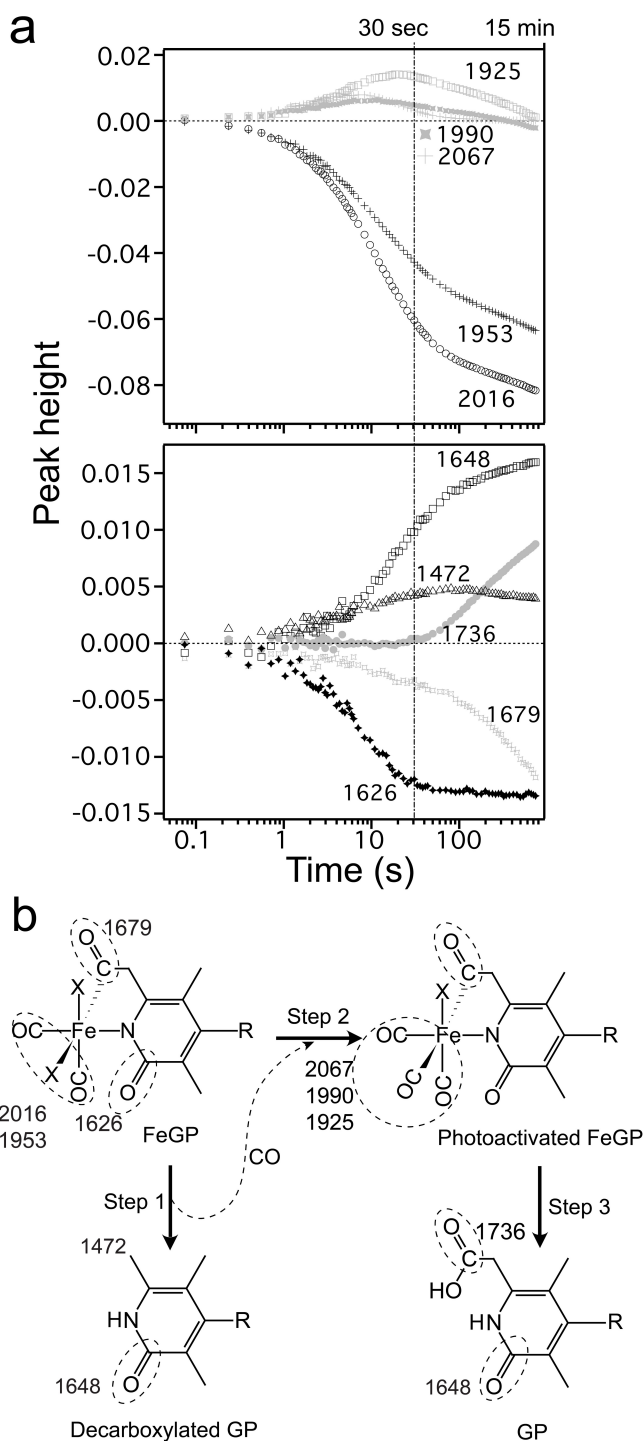 a
30 sec 15 min
0.02
0.00
-0.02
-0.04
-0.06
-0.08
1925
1990
2067
1953
2016
Peak height
0.015
0.010
0.005
0.000
-0.005
-0.010
-0.015
1648
1472
1736
1679
1626
0.1 1 10 100
Time (s)
b
1679
O
C
X
OC Fe N R
X
CO O
2016
1953
1626
FeGP
Step 2
2067
1990
1925
O
C
X
OC Fe N R
OC
OC O
Photoactivated FeGP
CO
Step 1
Step 3
1472
HN R
O
1648
Decarboxylated GP
O 1736
C
HO
HN R
O
1648
GP